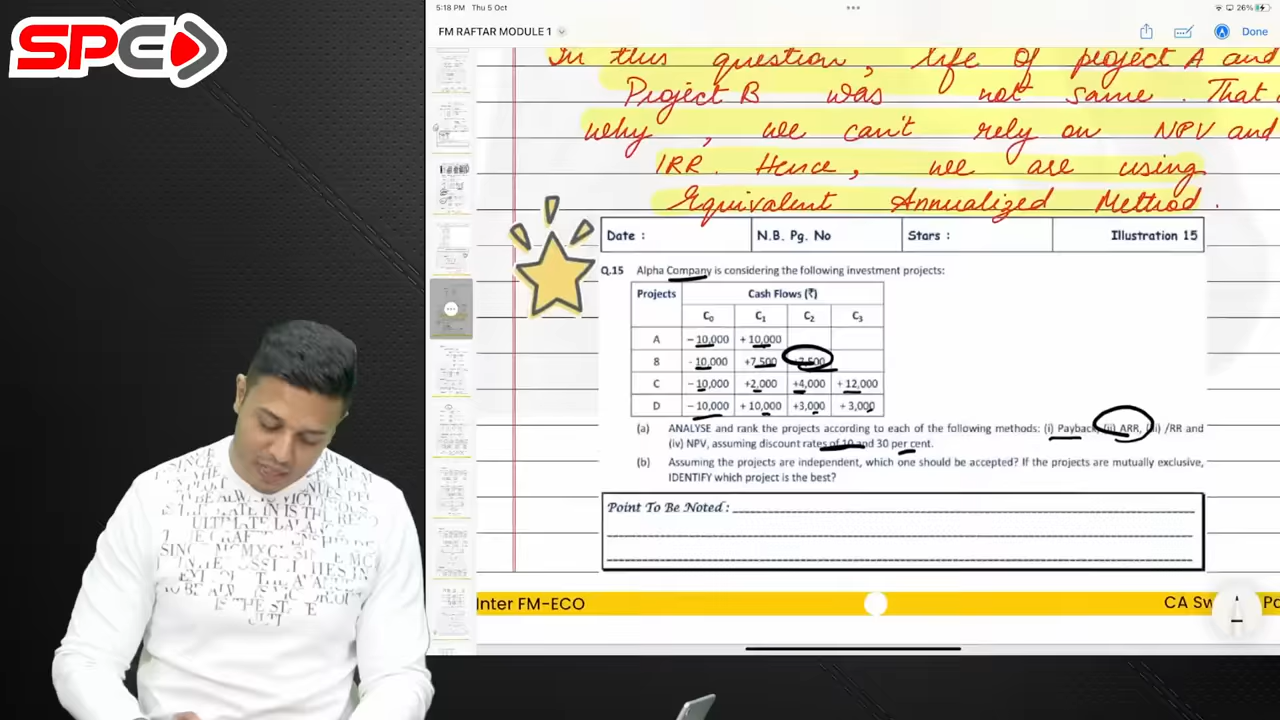 SPC
5:18 PM Thu 5 Oct
26%
FM RAFTAR MODULE 1
Done
In this question, life of project A and
Project B was not same. That
why, we can't rely on NPV and
IRR Hence, we are using
Equivalent Annualized Method.
Date : N.B. Pg. No Stars : Illustration 15
Q.15 Alpha Company is considering the following investment projects:
Projects Cash Flows (₹)
C0 C1 C2 C3
A − 10,000 + 10,000
B - 10,000 +7,500 7,500
C − 10,000 +2,000 +4,000 + 12,000
D − 10,000 + 10,000 +3,000 + 3,000
(a) ANALYSE and rank the projects according to each of the following methods: (i) Payback, (ii) ARR, /RR and
(iv) NPV, assuming discount rates of 10 and 30 per cent.
(b) Assuming the projects are independent, which one should be accepted? If the projects are mutually exclusive,
IDENTIFY which project is the best?
Point To Be Noted :
Inter FM-ECO
CA Sw Pa